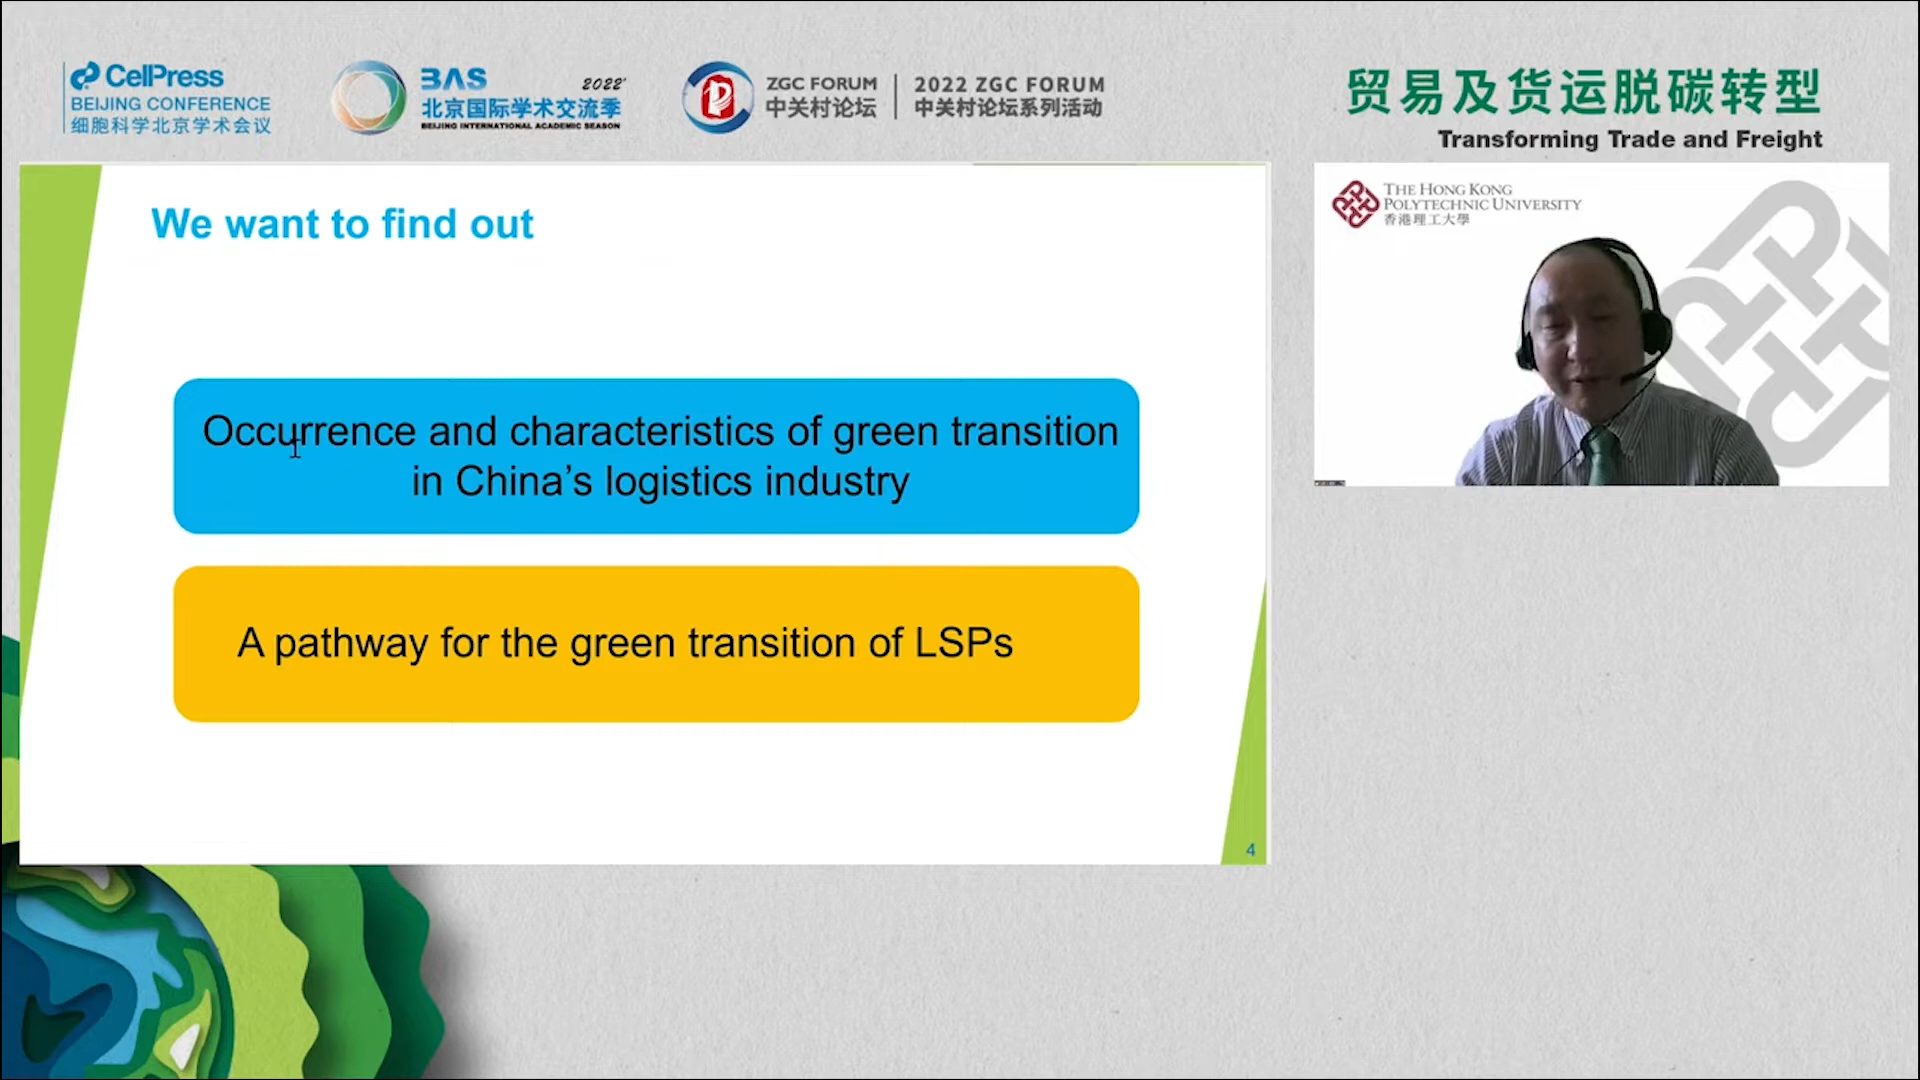 CellPress
BEIJING CONFERENCE
细胞科学北京学术会议
BAS 2022
北京国际学术交流季
BEIJING INTERNATIONAL ACADEMIC SEASON
ZGC FORUM
中关村论坛
2022 ZGC FORUM
中关村论坛系列活动
贸易及货运脱碳转型
Transforming Trade and Freight
We want to find out
Occurrence and characteristics of green transition
in China’s logistics industry
A pathway for the green transition of LSPs
4
THE HONG KONG
POLYTECHNIC UNIVERSITY
香港理工大學